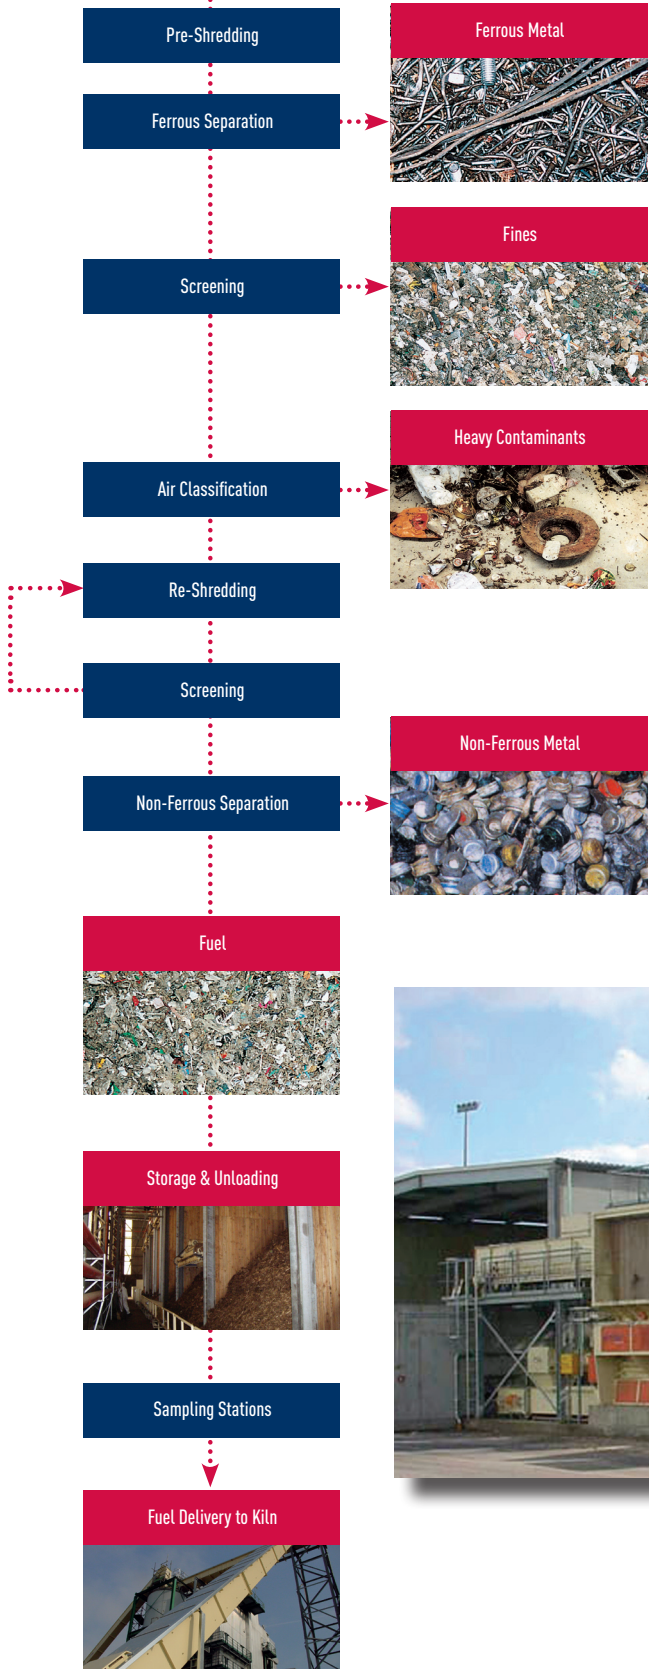 Pre-Shredding
Ferrous Metal
Ferrous Separation
Fines
Screening
Heavy Contaminants
Air Classification
Re-Shredding
Screening
Non-Ferrous Metal
Non-Ferrous Separation
Fuel
Storage & Unloading
Sampling Stations
Fuel Delivery to Kiln